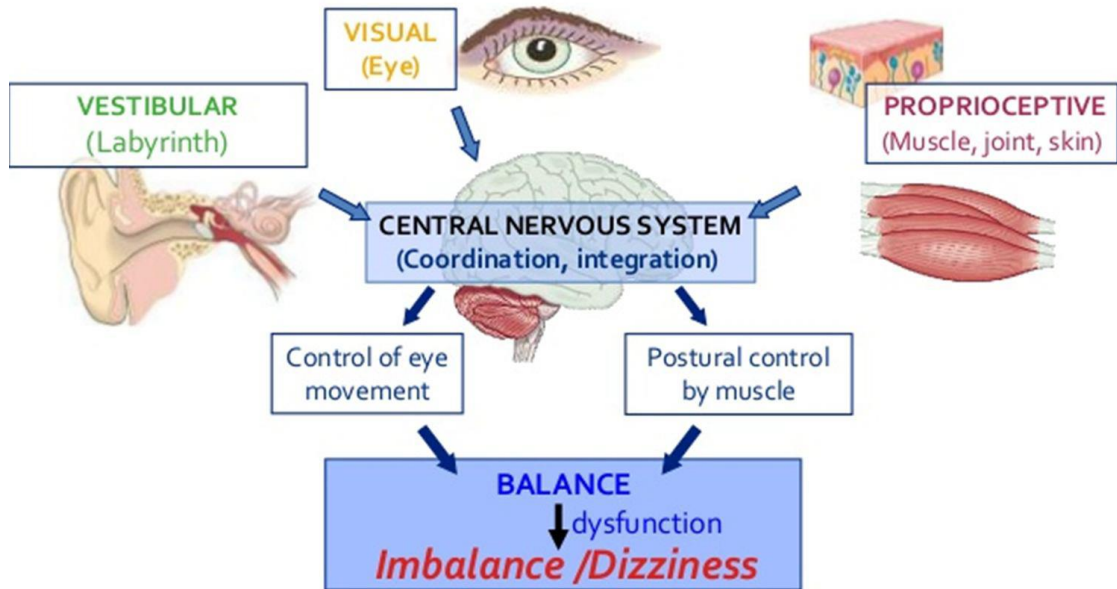 VISUAL
(Eye)
VESTIBULAR
(Labyrinth)
PROPRIOCEPTIVE
(Muscle, joint, skin)
CENTRAL NERVOUS SYSTEM
(Coordination, integration)
Control of eye
movement
Postural control
by muscle
BALANCE
dysfunction
Imbalance /Dizziness